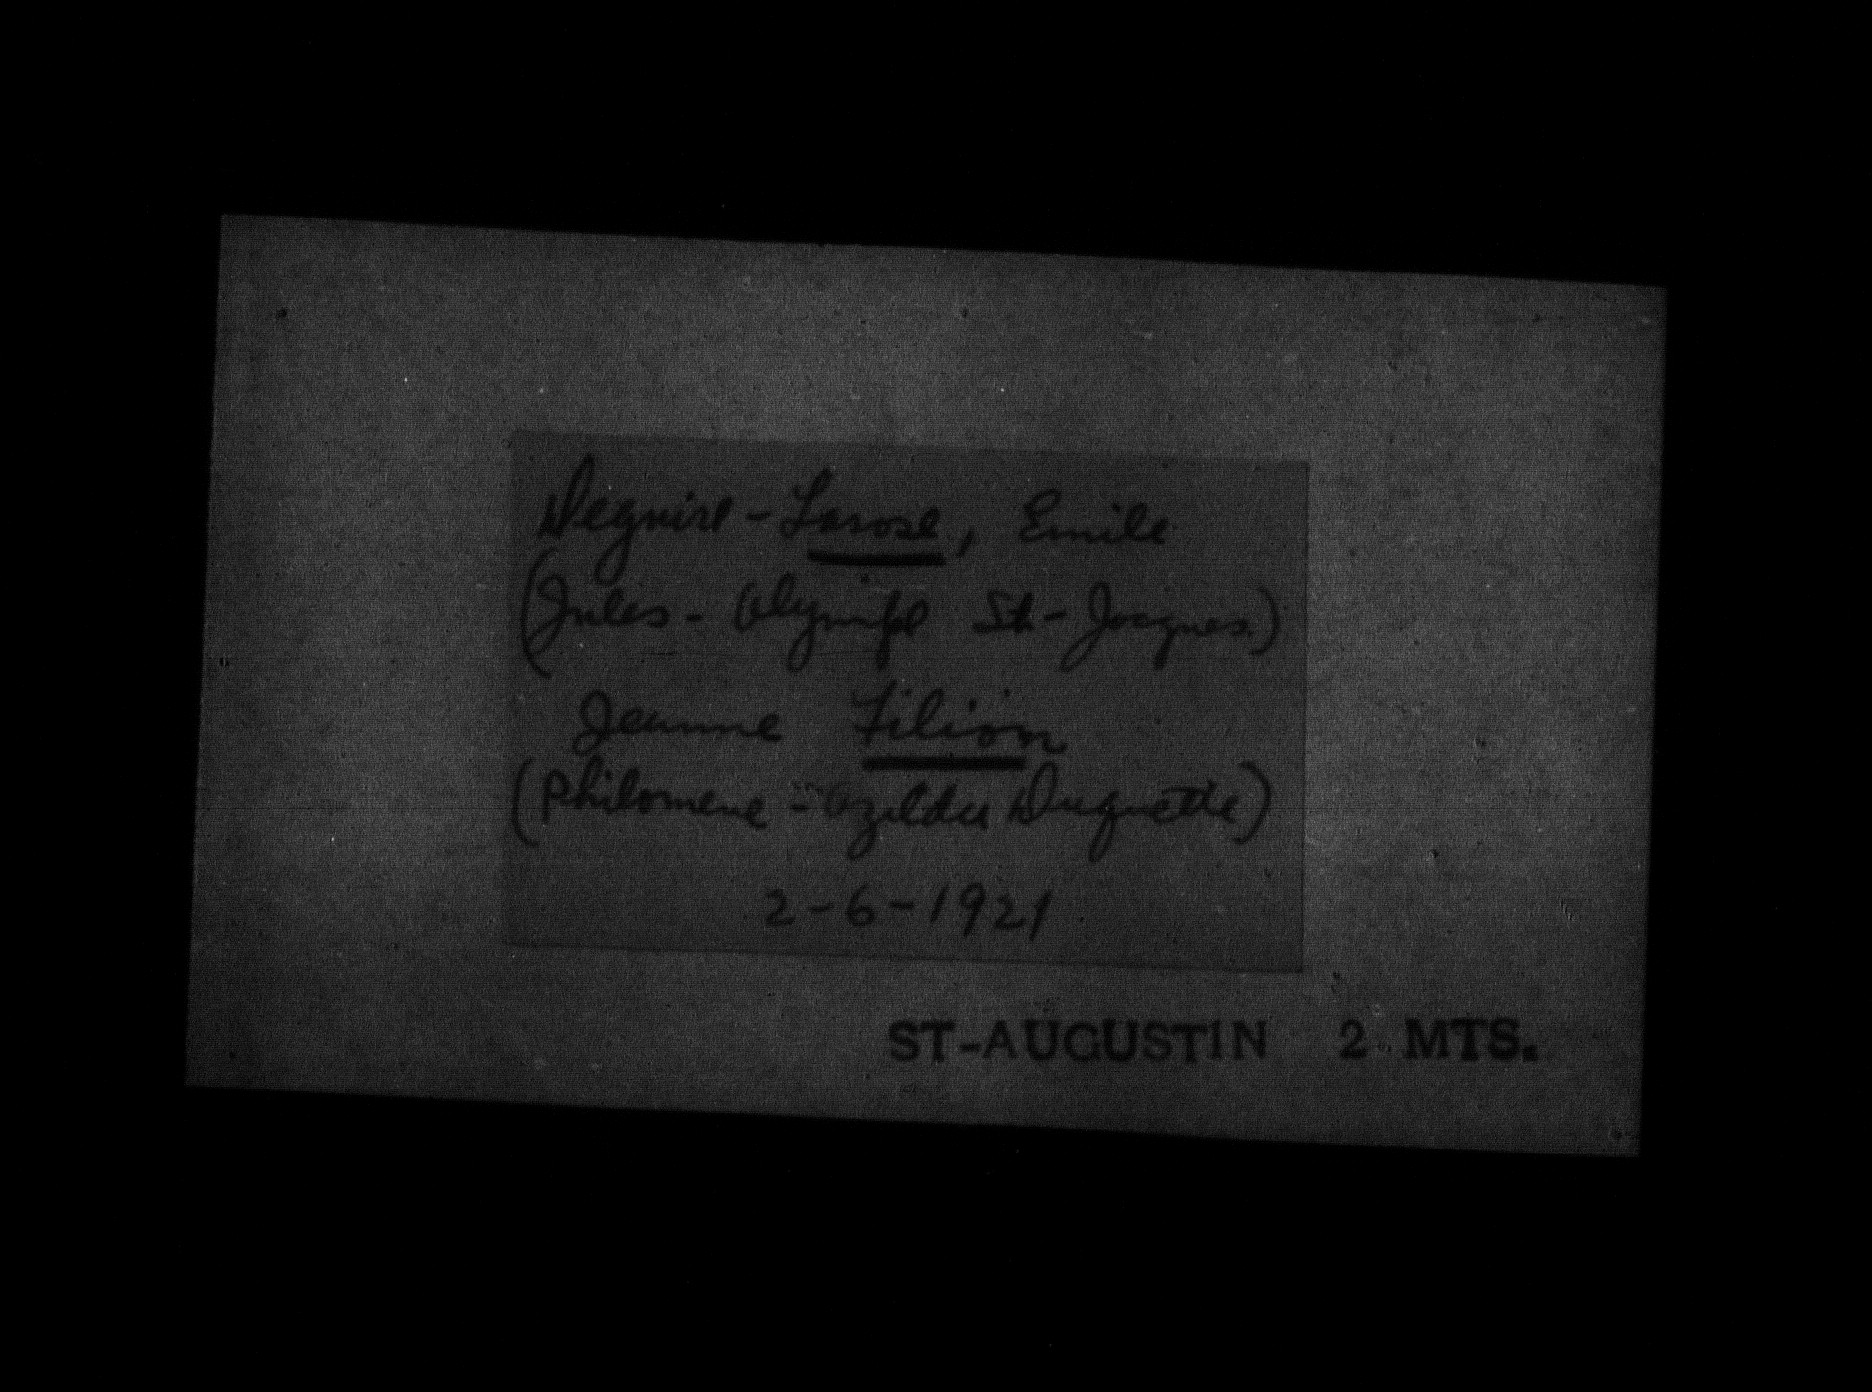 Deguire-Larose, Emile
(Jules - Olympe St-Jacques)
Jeanne Filion
(Philomene - Ozilda Duquette)
2-6-1921
ST-AUGUSTIN 2 MTS.